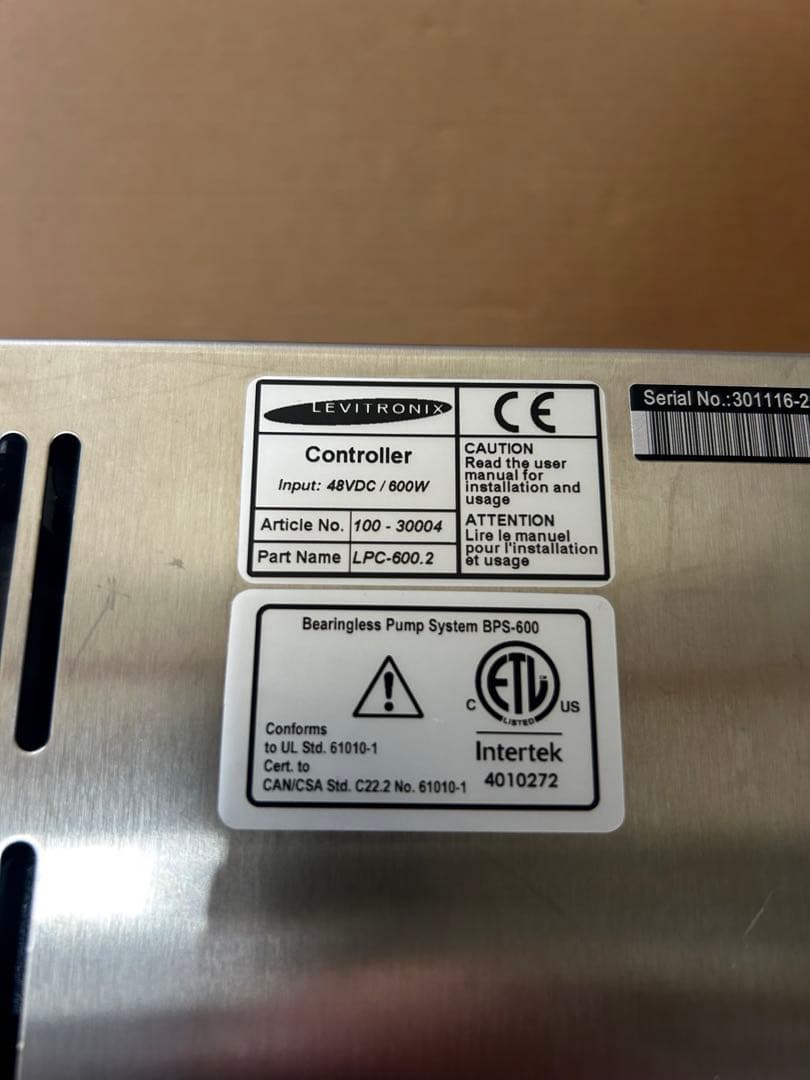 LEVITRONIX
CE
Controller
Input: 48VDC / 600W
Article No. 100 - 30004
Part Name LPC-600.2
CAUTION
Read the user
manual for
installation and
usage
ATTENTION
Lire le manuel
pour l'installation
et usage
Serial No.:301116-2
Bearingless Pump System BPS-600
Conforms
to UL Std. 61010-1
Cert. to
CAN/CSA Std. C22.2 No. 61010-1
C ETL US
LISTED
Intertek
4010272